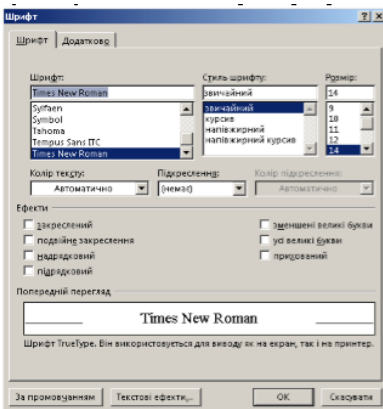 Шрифт
Шрифт Додатково
Шрифт: Стиль шрифту: Розмір:
Times New Roman звичайний 14
Sylfaen звичайний 9
Symbol курсив 10
Tahoma напівжирний 11
Tempus Sans ITC напівжирний курсив 12
Times New Roman 14
Колір тексту: Підкреслення: Колір підкреслення:
Автоматично (немає) Автоматично
Ефекти
закреслений зменшені великі букви
подвійне закреслення усі великі букви
надрядковий прихований
підрядковий
Попередній перегляд
Times New Roman
Шрифт TrueType. Він використовується для виводу як на екран, так і на принтер.
За промовчанням Текстові ефекти... ОК Скасувати